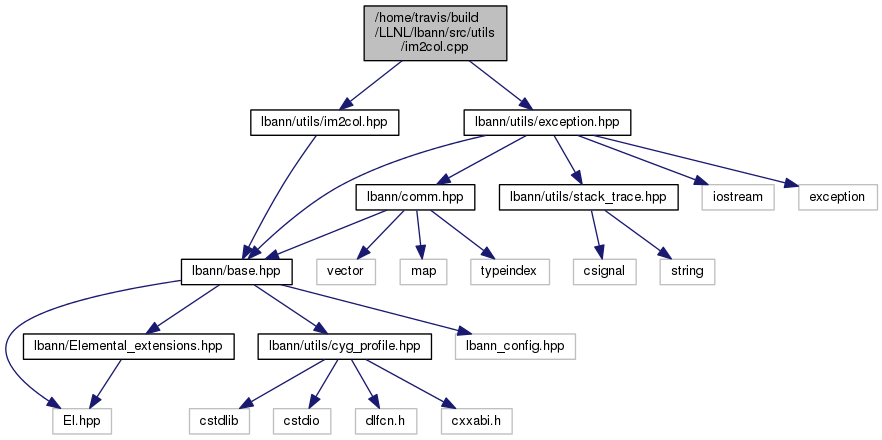 /home/travis/build
/LLNL/lbann/src/utils
/im2col.cpp
lbann/utils/im2col.hpp
lbann/utils/exception.hpp
lbann/comm.hpp
lbann/utils/stack_trace.hpp
iostream
exception
lbann/base.hpp
vector
map
typeindex
csignal
string
lbann/Elemental_extensions.hpp
lbann/utils/cyg_profile.hpp
lbann_config.hpp
El.hpp
cstdlib
cstdio
dlfcn.h
cxxabi.h